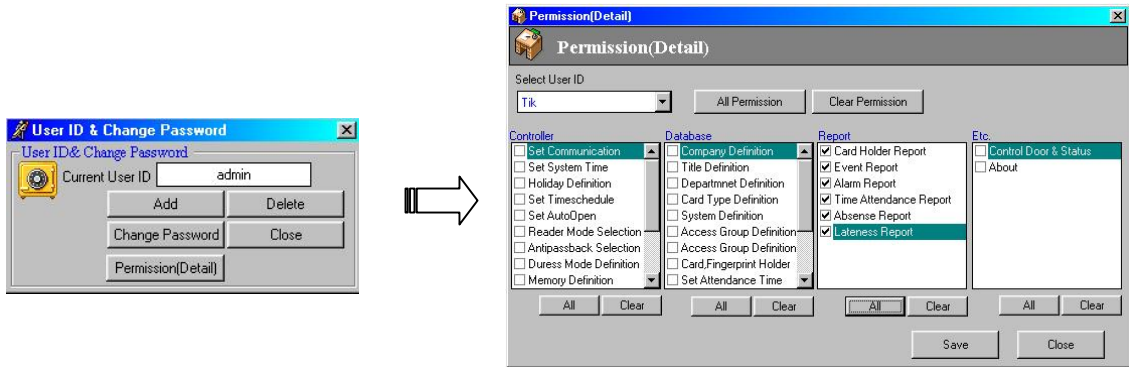 User ID & Change Password
User ID& Change Password
Current User ID admin
Add Delete
Change Password Close
Permission(Detail)
Permission(Detail)
Permission(Detail)
Select User ID
Tik All Permission Clear Permission
Controller Database Report Etc.
Set Communication Company Definition Card Holder Report Control Door & Status
Set System Time Title Definition Event Report About
Holiday Definition Departmnet Definition Alarm Report
Set Timeschedule Card Type Definition Time Attendance Report
Set AutoOpen System Definition Absense Report
Reader Mode Selection Access Group Definition Lateness Report
Antipassback Selection Access Group Definition
Duress Mode Definition Card,Fingerprint Holder
Memory Definition Set Attendance Time
All Clear All Clear All Clear All Clear
Save Close